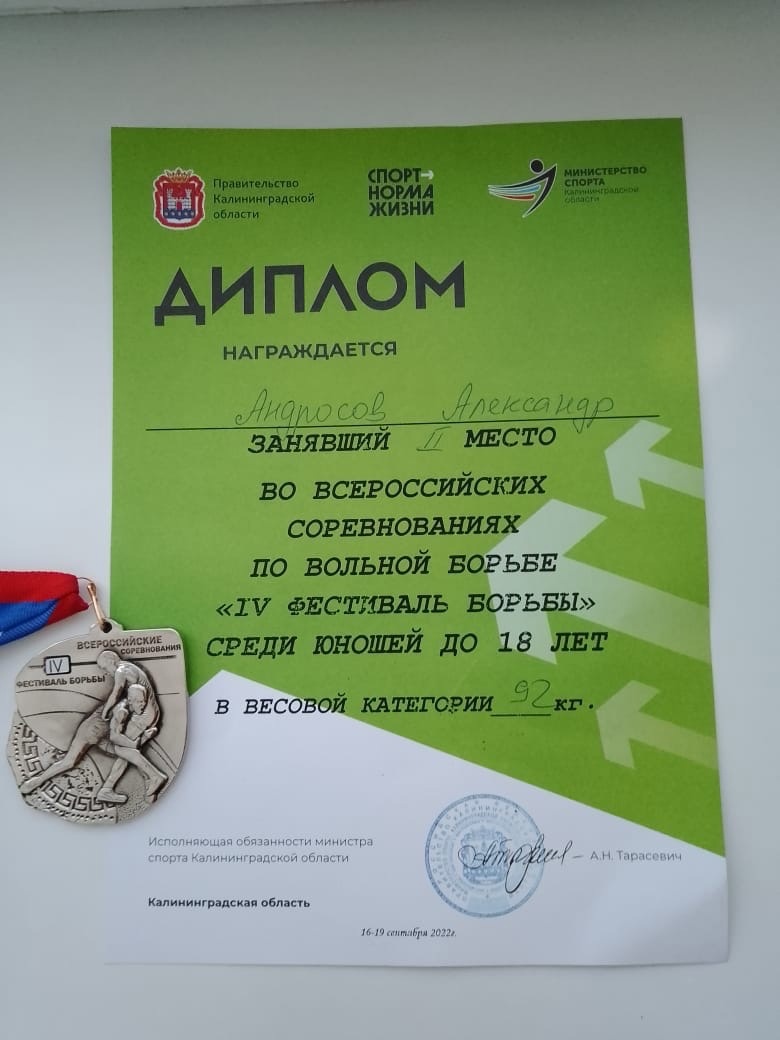 Правительство
Калининградской
области
СПОРТ→
НОРМА
ЖИЗНИ
МИНИСТЕРСТВО
СПОРТА
Калининградской
области
ДИПЛОМ
НАГРАЖДАЕТСЯ
Андросов Александр
ЗАНЯВШИЙ II МЕСТО
ВО ВСЕРОССИЙСКИХ
СОРЕВНОВАНИЯХ
ПО ВОЛЬНОЙ БОРЬБЕ
«IV ФЕСТИВАЛЬ БОРЬБЫ»
СРЕДИ ЮНОШЕЙ ДО 18 ЛЕТ
В ВЕСОВОЙ КАТЕГОРИИ 92 кг.
ВСЕРОССИЙСКИЕ
СОРЕВНОВАНИЯ
IV
ФЕСТИВАЛЬ БОРЬБЫ
Исполняющая обязанности министра
спорта Калининградской области
– А.Н. Тарасевич
Калининградская область
16-19 сентября 2022г.